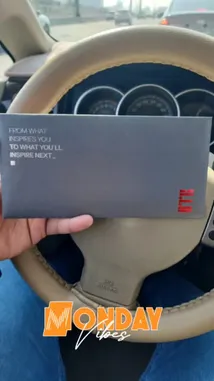 FROM WHAT
INSPIRES YOU
TO WHAT YOU'LL
INSPIRE NEXT_
MONDAY
Vibes